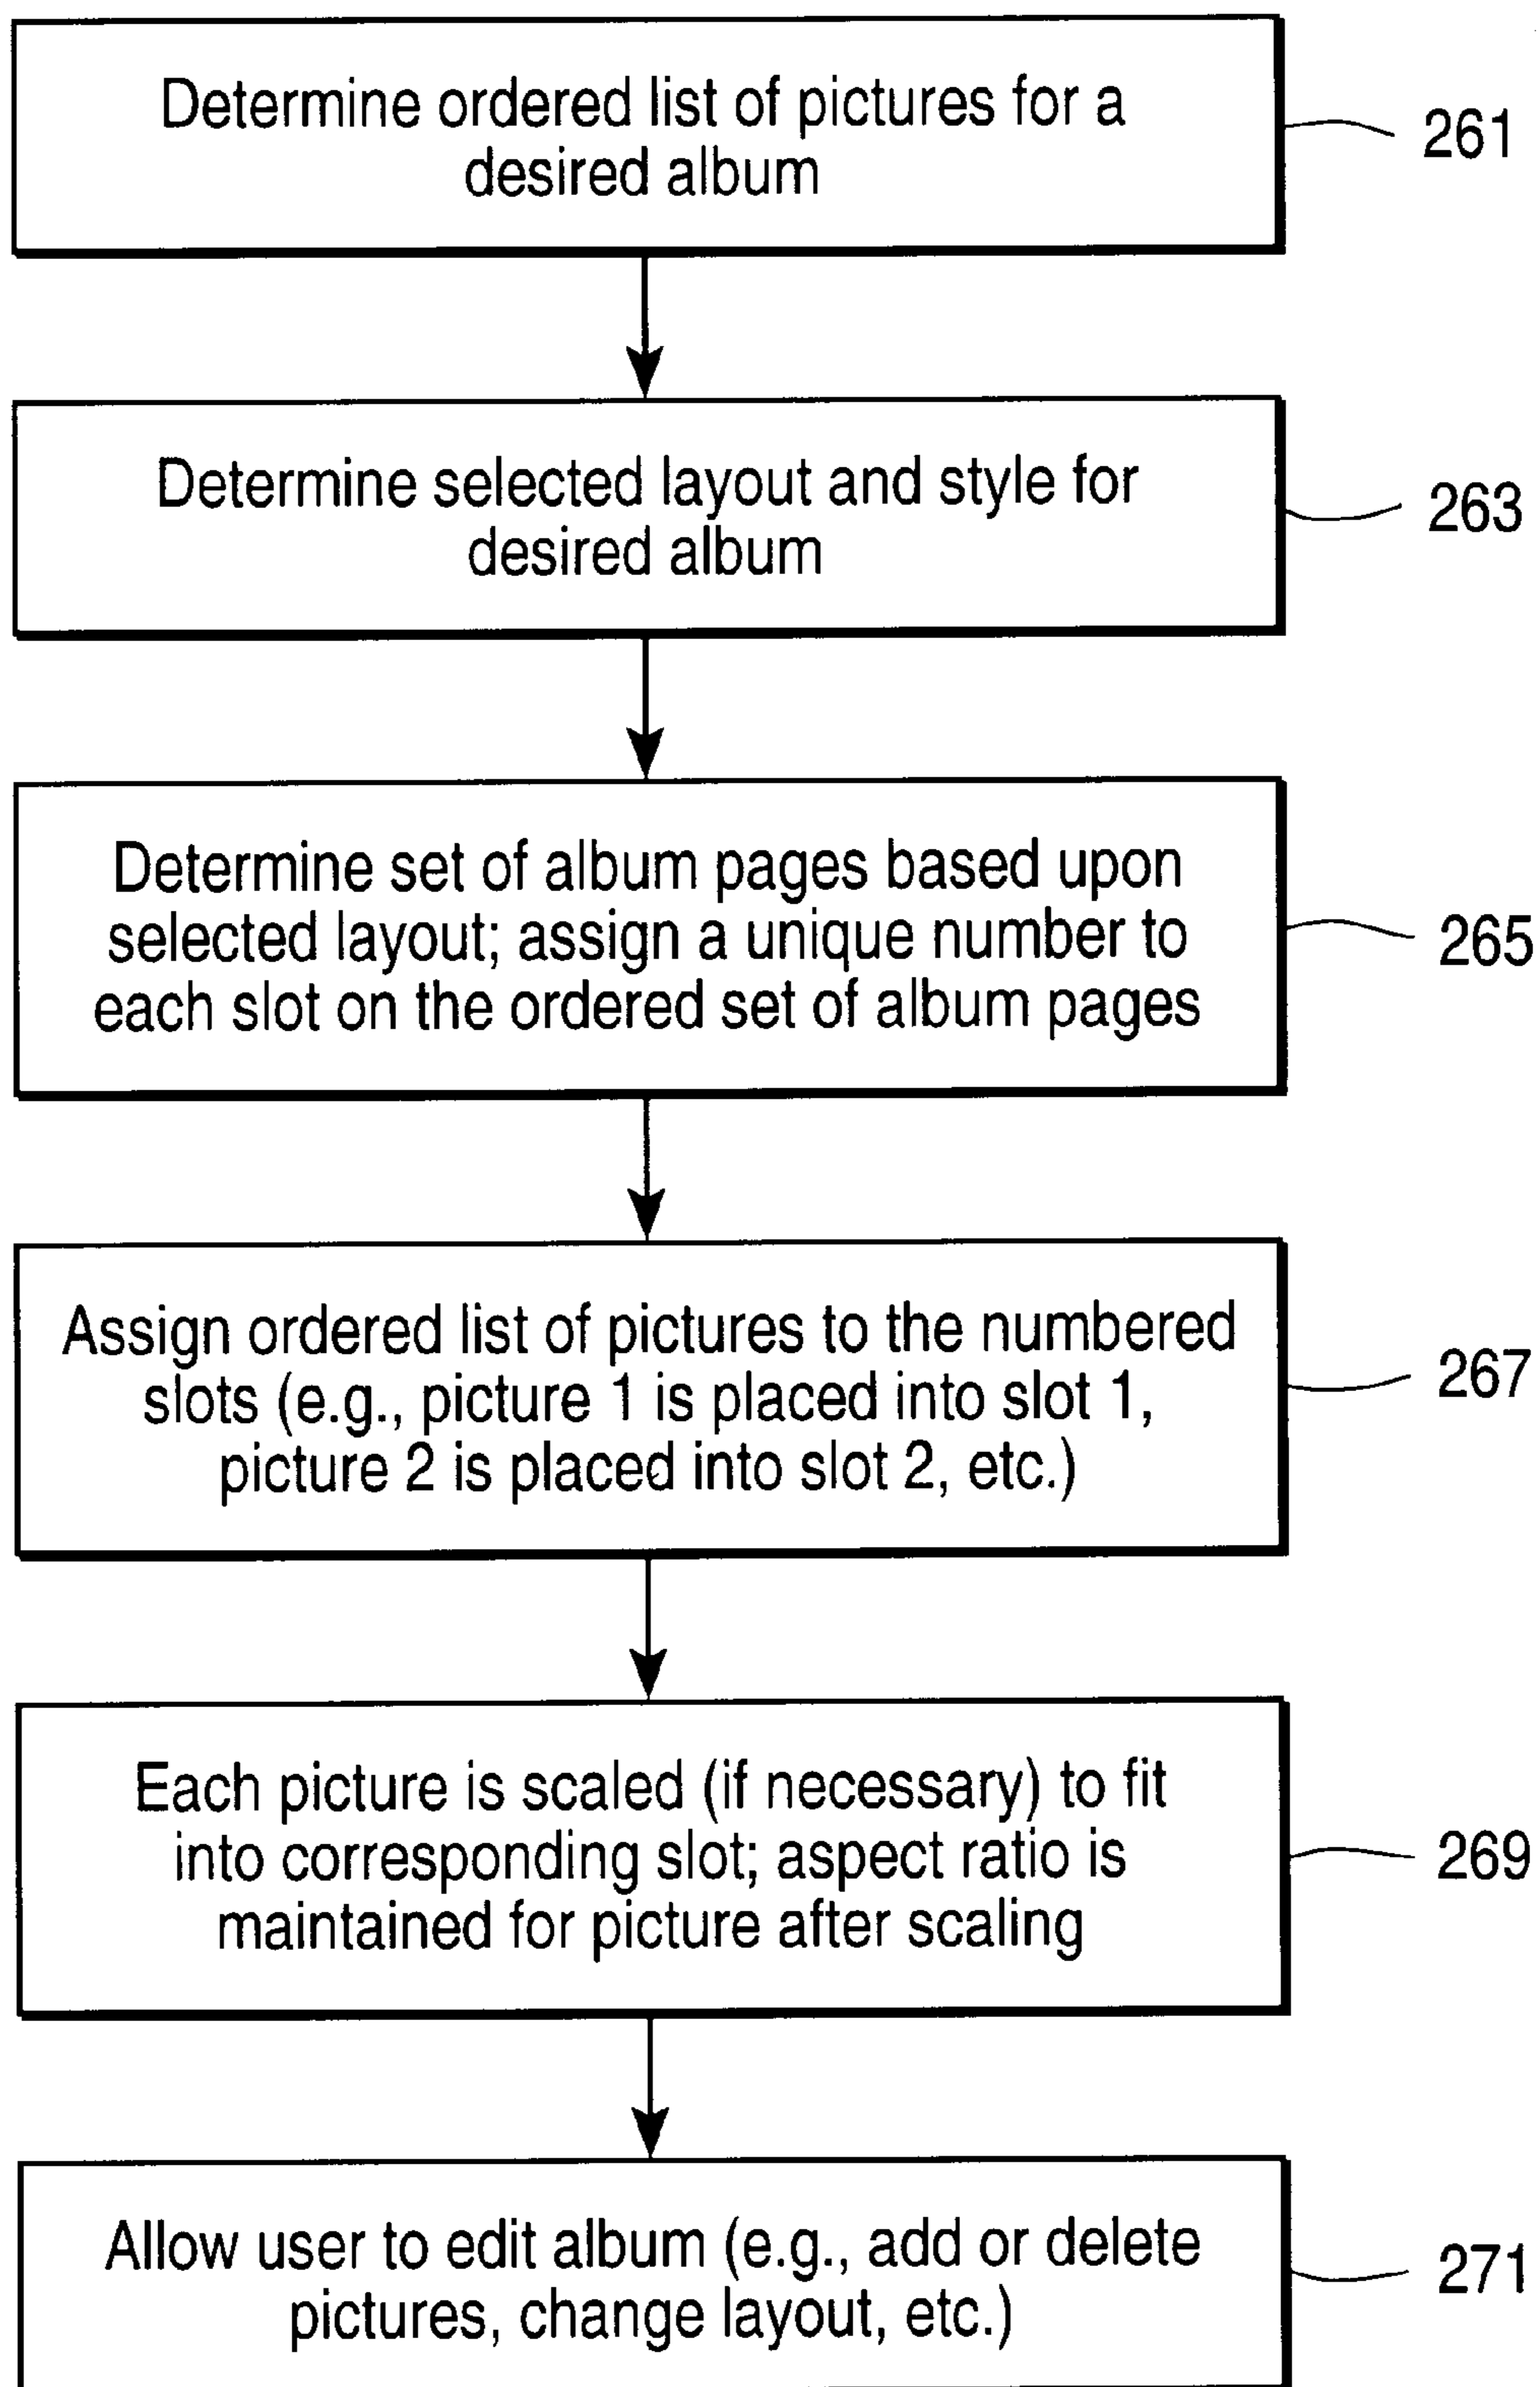 Determine ordered list of pictures for a
desired album
261
Determine selected layout and style for
desired album
263
Determine set of album pages based upon
selected layout; assign a unique number to
each slot on the ordered set of album pages
265
Assign ordered list of pictures to the numbered
slots (e.g., picture 1 is placed into slot 1,
picture 2 is placed into slot 2, etc.)
267
Each picture is scaled (if necessary) to fit
into corresponding slot; aspect ratio is
maintained for picture after scaling
269
Allow user to edit album (e.g., add or delete
pictures, change layout, etc.)
271